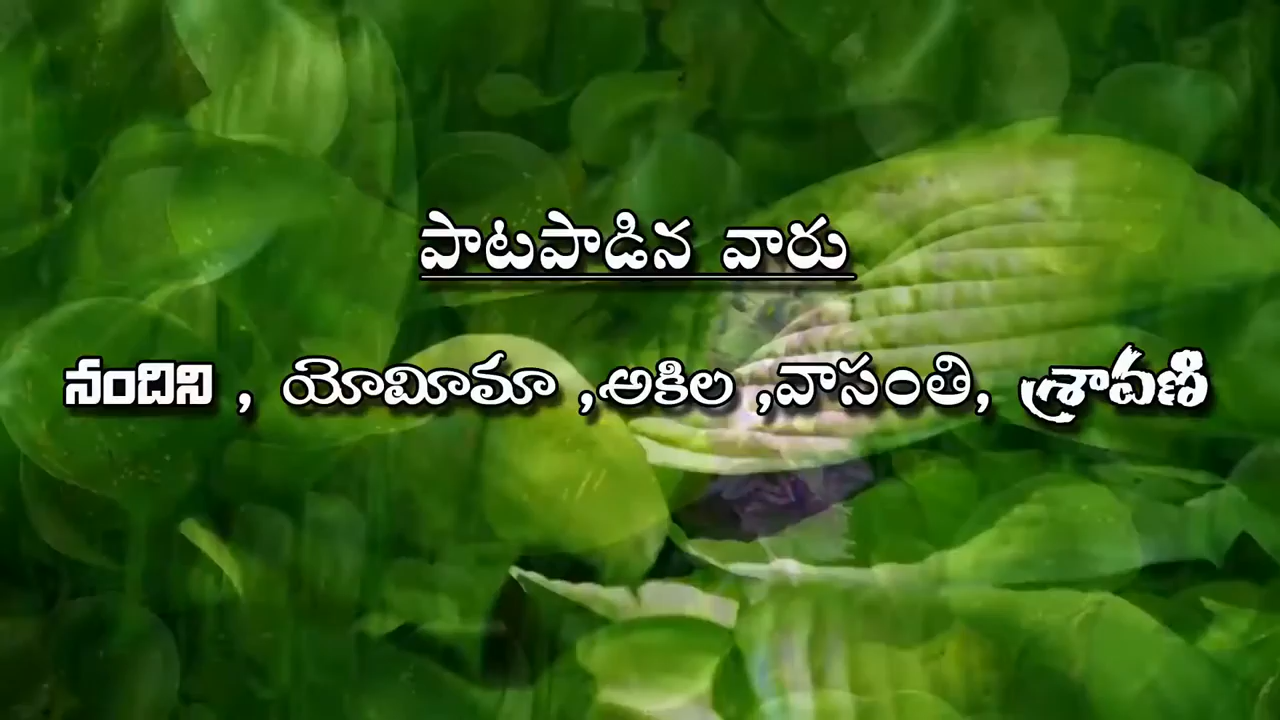 పాటపాడిన వారు
నందిని , యోమిమా ,అకిల ,వాసంతి, శ్రావణి